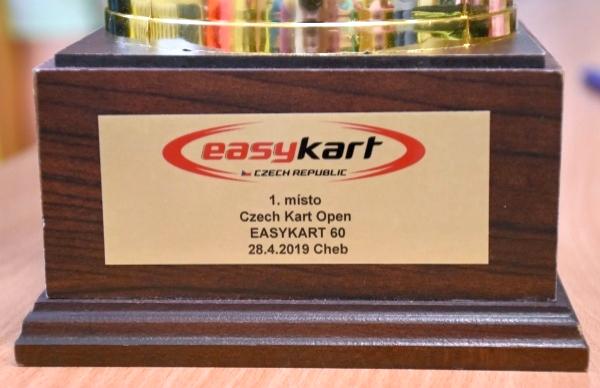 easykart
CZECH REPUBLIC
1. místo
Czech Kart Open
EASYKART 60
28.4.2019 Cheb